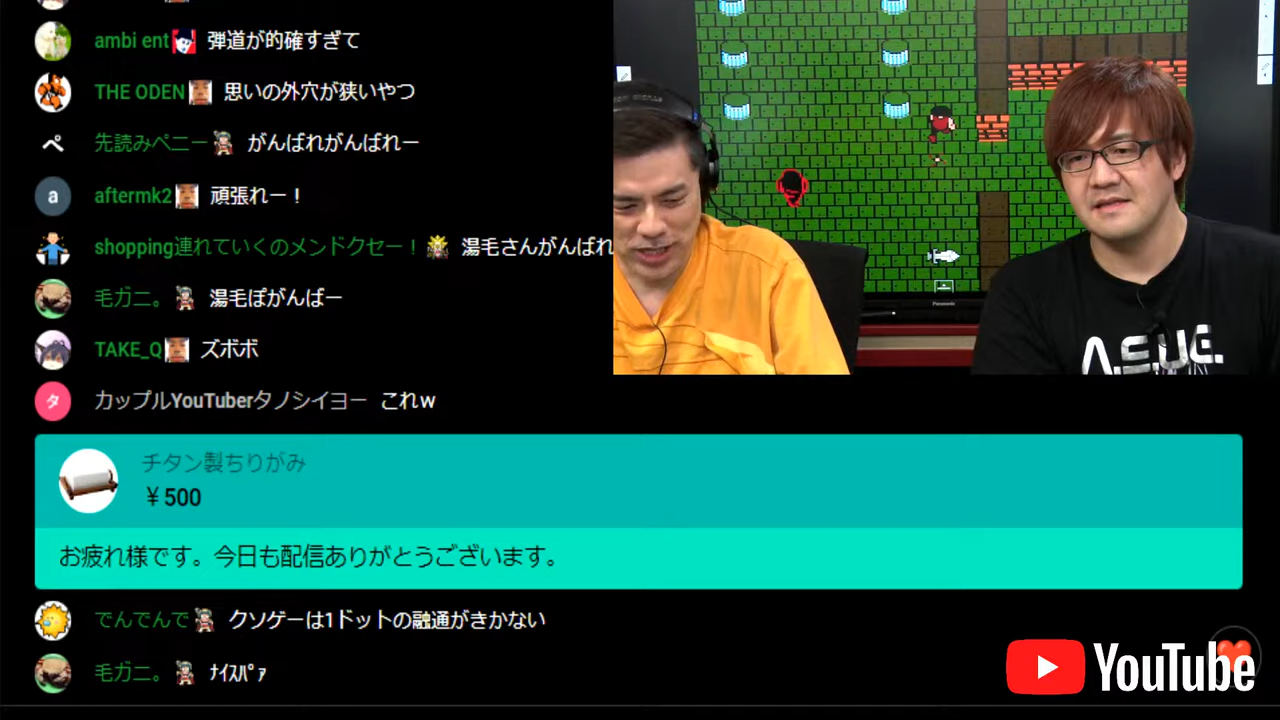 ambi ent 弾道が的確すぎて
THE ODEN 思いの外穴が狭いやつ
ぺ 先読みペニー がんばれがんばれー
a aftermk2 頑張れー！
shopping連れていくのメンドクセー！ 湯毛さんがんばれ
毛ガニ。 湯毛ぽがんばー
TAKE_Q ズボボ
タ カップルYouTuberタノシイヨー これw
チタン製ちりがみ
￥500
お疲れ様です。今日も配信ありがとうございます。
でんでんで クソゲーは1ドットの融通がきかない
毛ガニ。 ﾅｲｽﾊﾟｧ
Panasonic
A.S.U.G.
YouTube